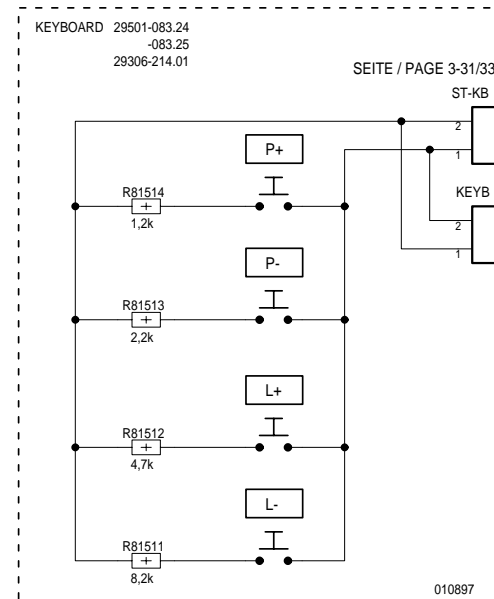 KEYBOARD 29501-083.24
-083.25
29306-214.01
SEITE / PAGE 3-31/33
ST-KB
2
1
P+
R81514
1,2k
KEYB
2
1
P-
R81513
2,2k
L+
R81512
4,7k
L-
R81511
8,2k
010897